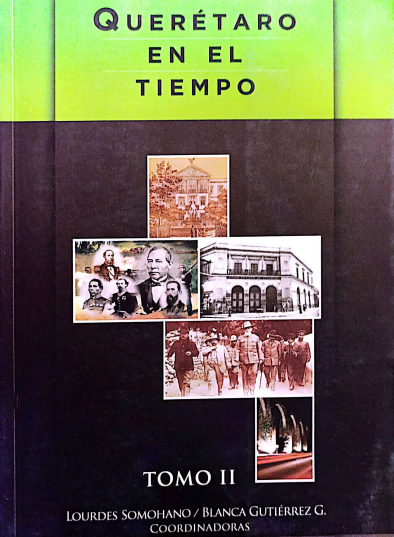 QUERÉTARO
EN EL
TIEMPO
TOMO II
LOURDES SOMOHANO / BLANCA GUTIÉRREZ G.
COORDINADORAS